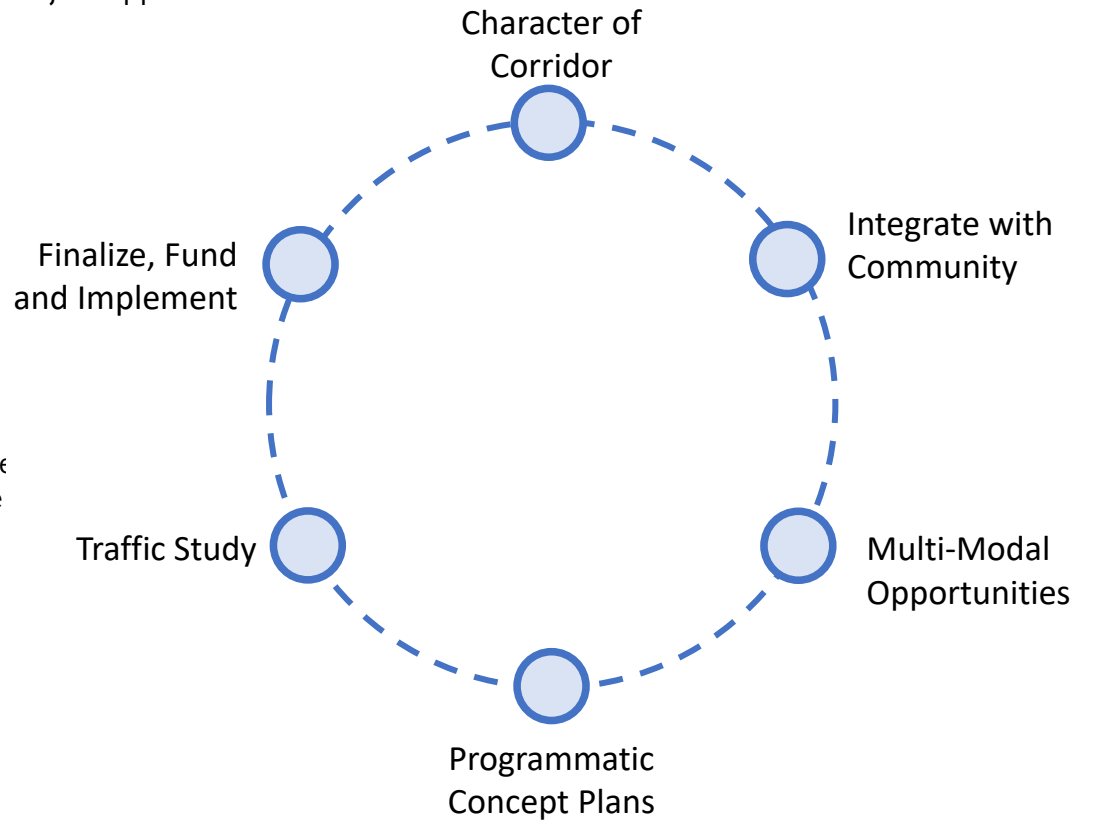 Character of
Corridor
Integrate with
Community
Multi-Modal
Opportunities
Programmatic
Concept Plans
Traffic Study
Finalize, Fund
and Implement